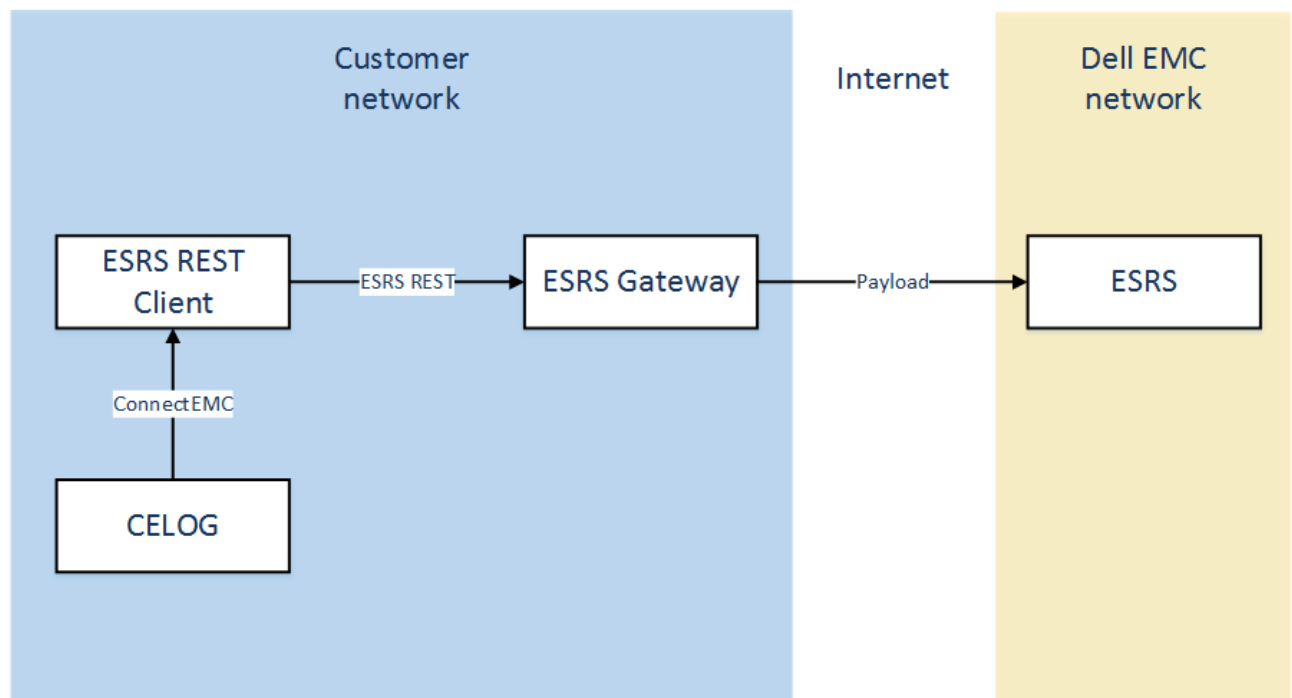 Customer
network
Internet
Dell EMC
network
ESRS REST
Client
ESRS REST
ESRS Gateway
Payload
ESRS
ConnectEMC
CELOG